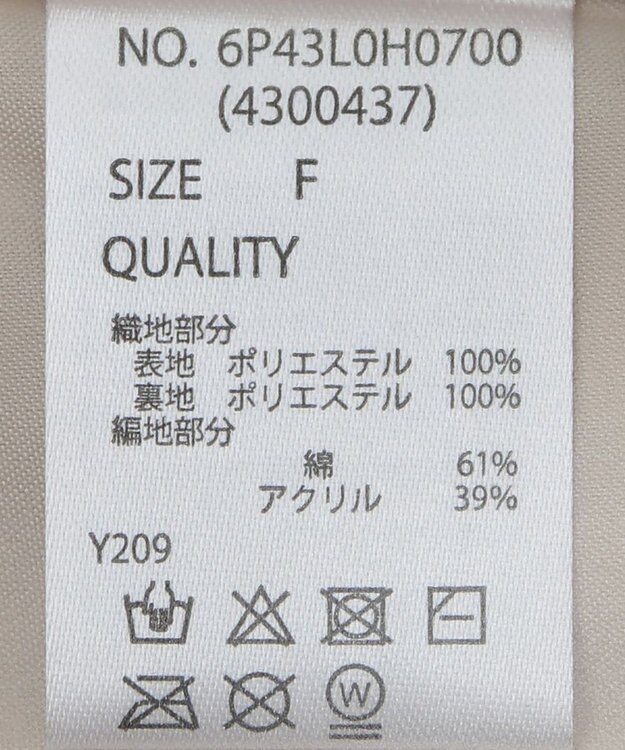 NO. 6P43L0H0700
(4300437)
SIZE F
QUALITY
織地部分
表地 ポリエステル 100%
裏地 ポリエステル 100%
編地部分
綿 61%
アクリル 39%
Y209
W